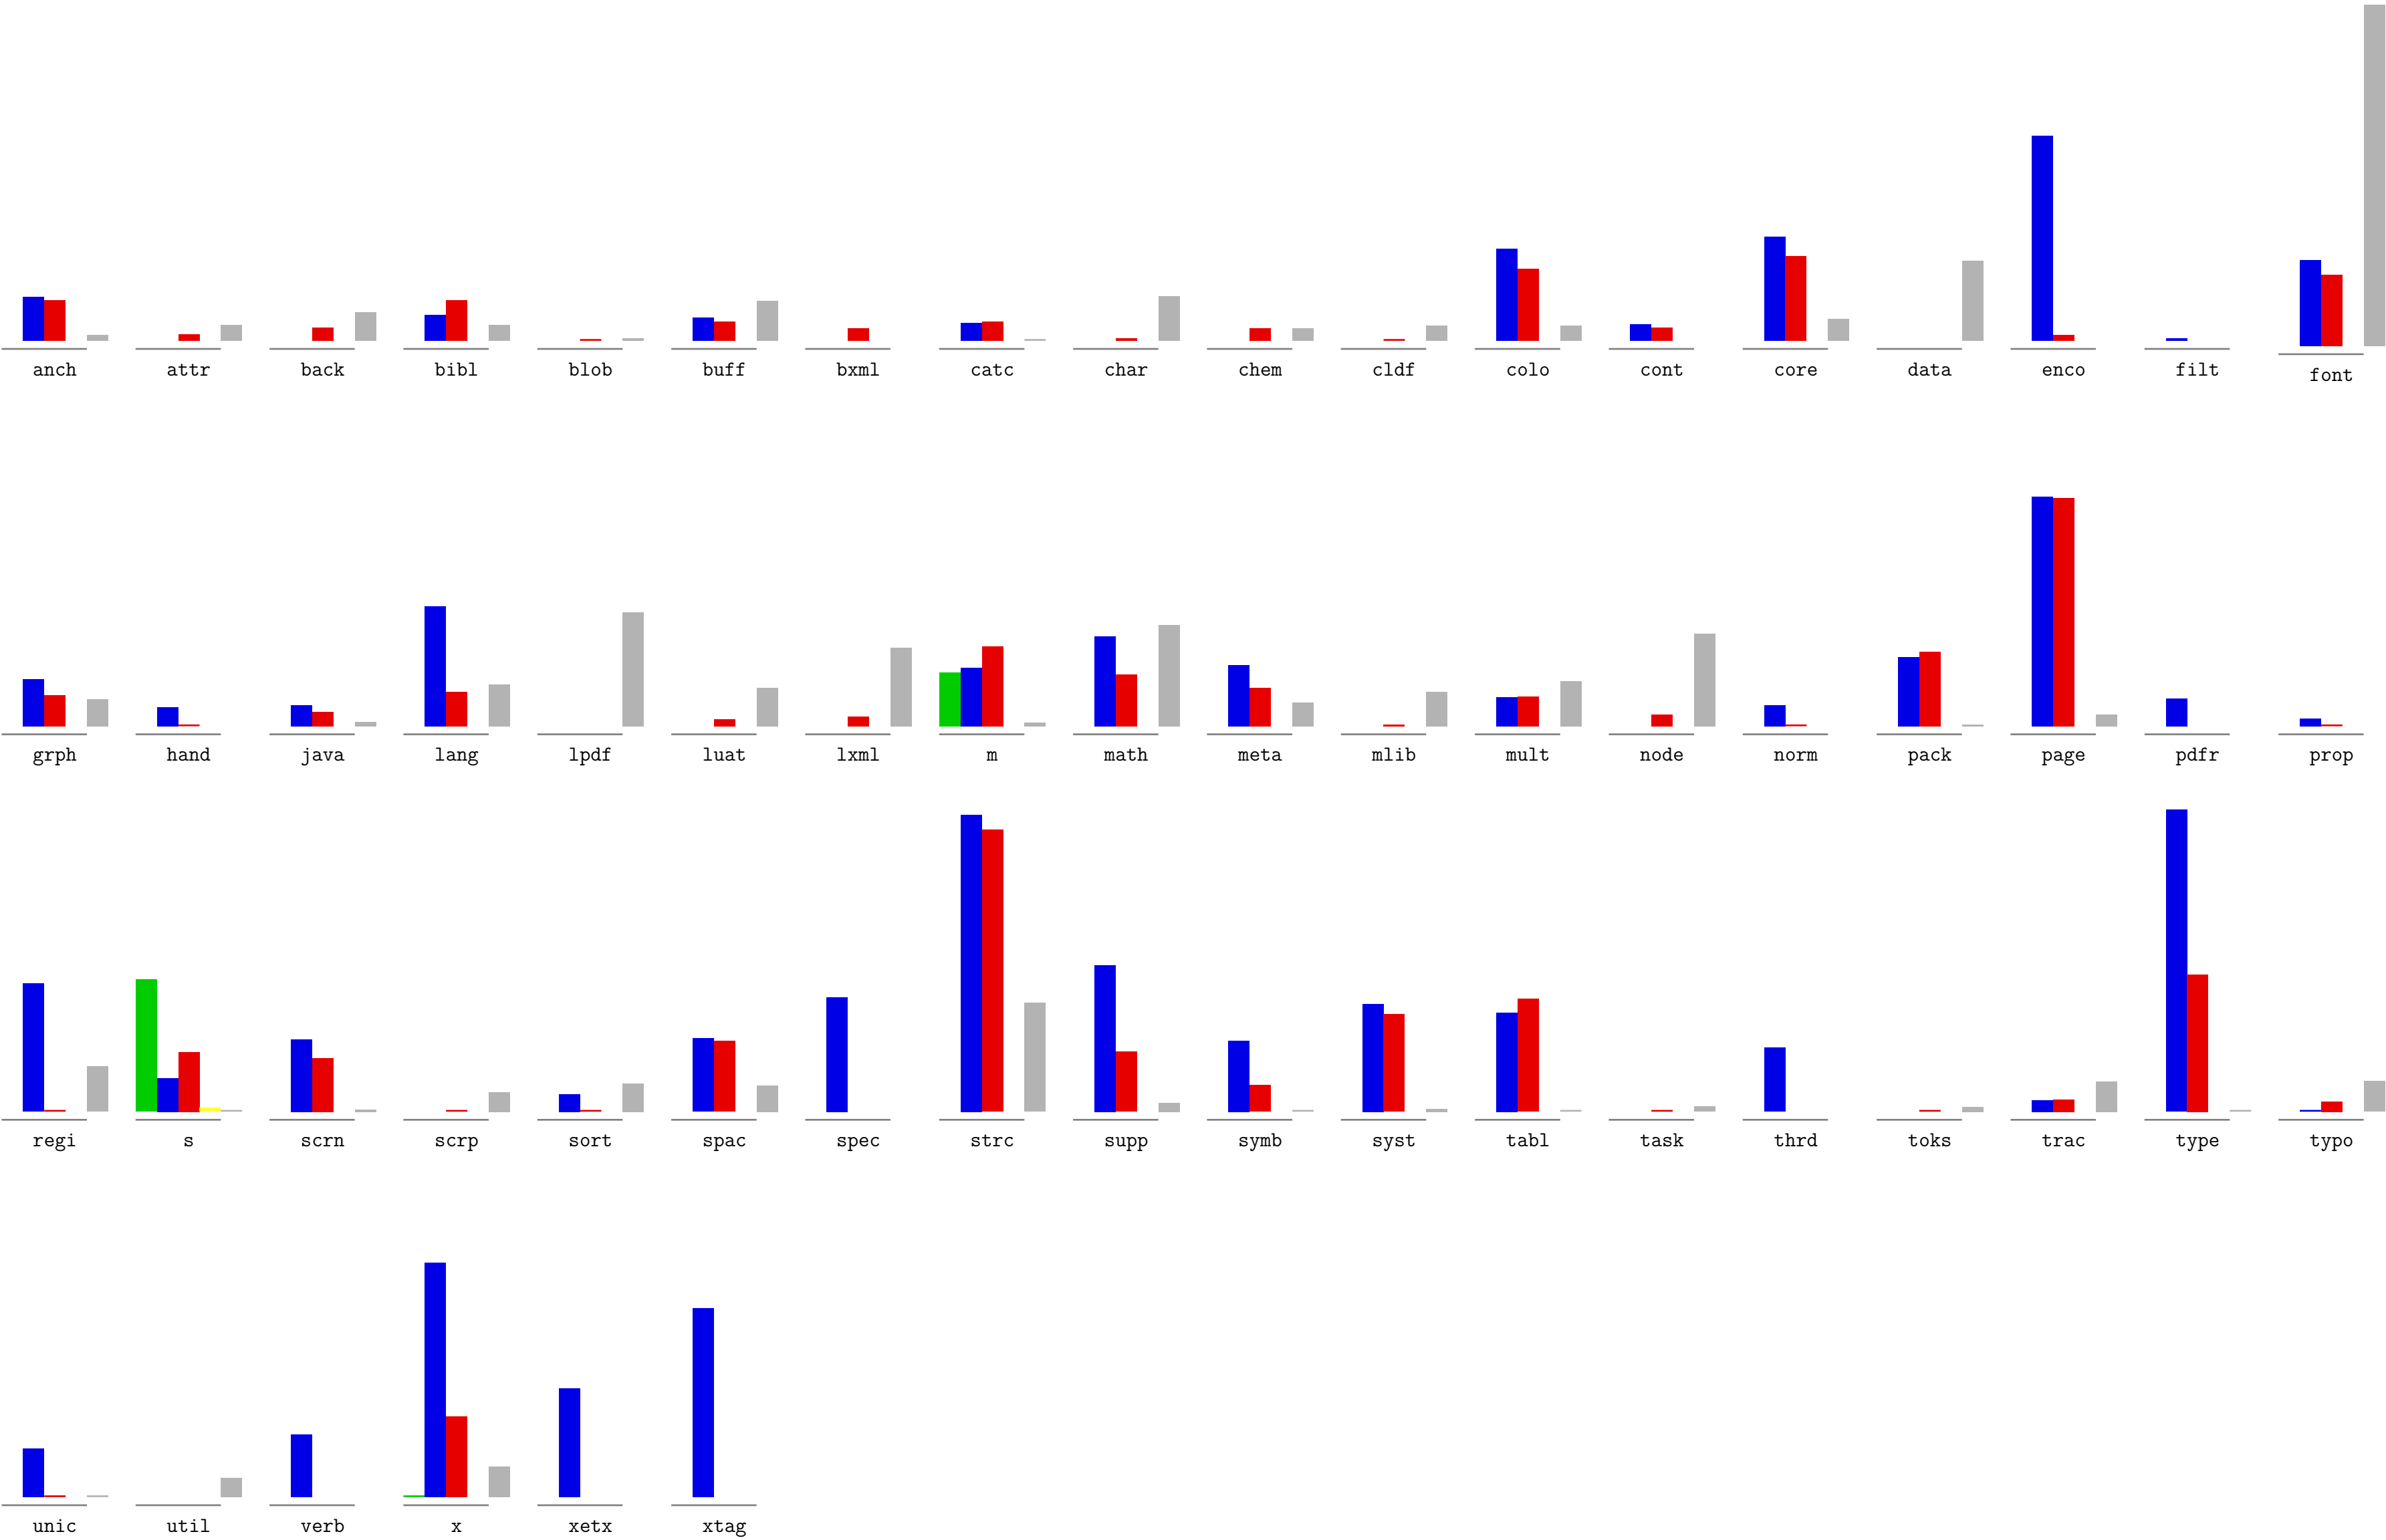 anch attr back bibl blob buff bxml catc char chem cldf colo cont core data enco filt font
grph hand java lang lpdf luat lxml m math meta mlib mult node norm pack page pdfr prop
regi s scrn scrp sort spac spec strc supp symb syst tabl task thrd toks trac type typo
unic util verb x xetx xtag